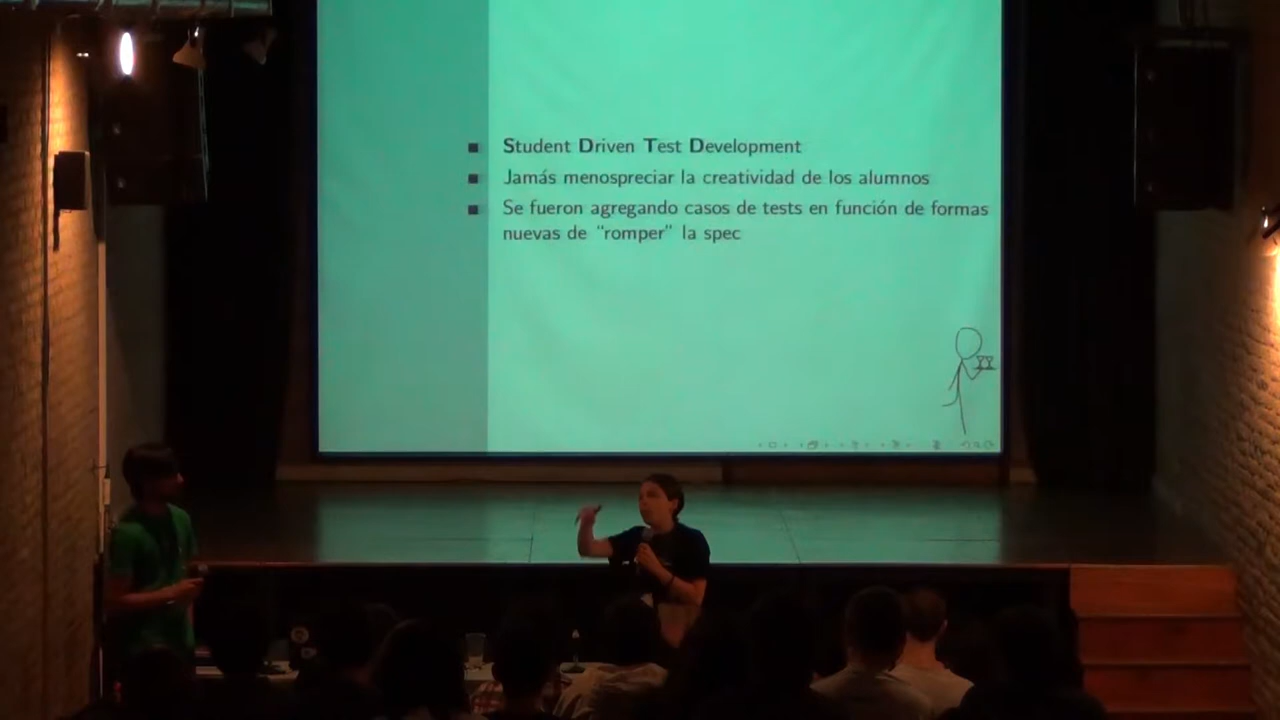 Student Driven Test Development
Jamás menospreciar la creatividad de los alumnos
Se fueron agregando casos de tests en función de formas
nuevas de “romper” la spec